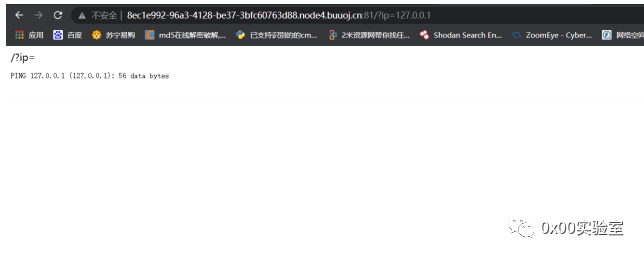 不安全 | 8ec1e992-96a3-4128-be37-3bfc60763d88.node4.buuoj.cn:81/?ip=127.0.0.1
应用 百度 苏宁易购 md5在线解密破解,... 已支持识别的的cm... 2米资源网帮你找任... Shodan Search En... ZoomEye - Cyber... 网络空间
/?ip=
PING 127.0.0.1 (127.0.0.1): 56 data bytes
0x00实验室